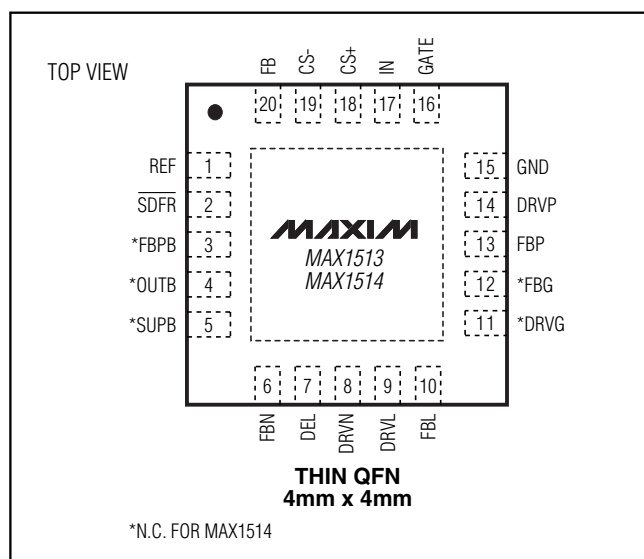 TOP VIEW
FB
CS-
CS+
IN
GATE
20
19
18
17
16
REF 1
SDFR 2
*FBPB 3
*OUTB 4
*SUPB 5
15 GND
14 DRVP
13 FBP
12 *FBG
11 *DRVG
MAXIM
MAX1513
MAX1514
6
7
8
9
10
FBN
DEL
DRVN
DRVL
FBL
THIN QFN
4mm x 4mm
*N.C. FOR MAX1514